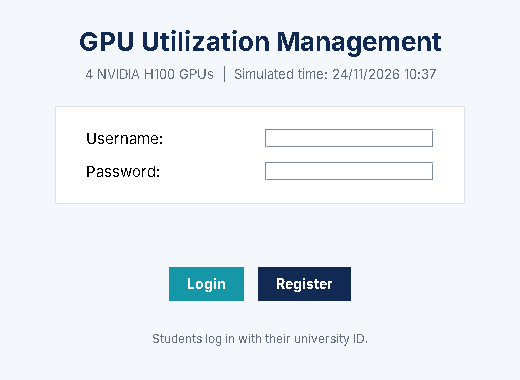 GPU Utilization Management
4 NVIDIA H100 GPUs | Simulated time: 24/11/2026 10:37
Username:
Password:
Login Register
Students log in with their university ID.